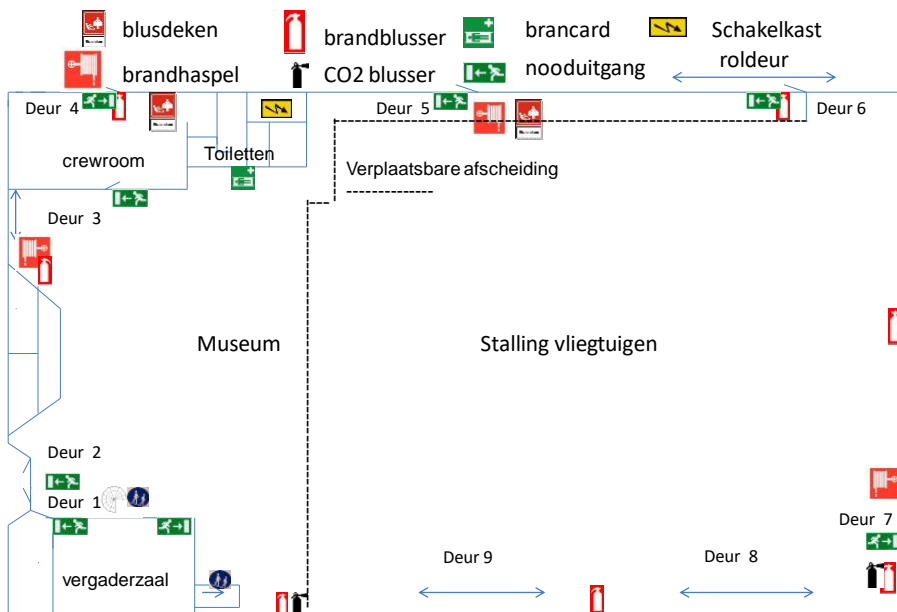 blusdeken
brandblusser
brancard
Schakelkast
roldeur
brandhaspel
CO2 blusser
nooduitgang
Deur 4
Deur 5
Deur 6
crewroom
Toiletten
Verplaatsbare afscheiding
Deur 3
Museum
Stalling vliegtuigen
Deur 2
Deur 1
Deur 7
vergaderzaal
Deur 9
Deur 8